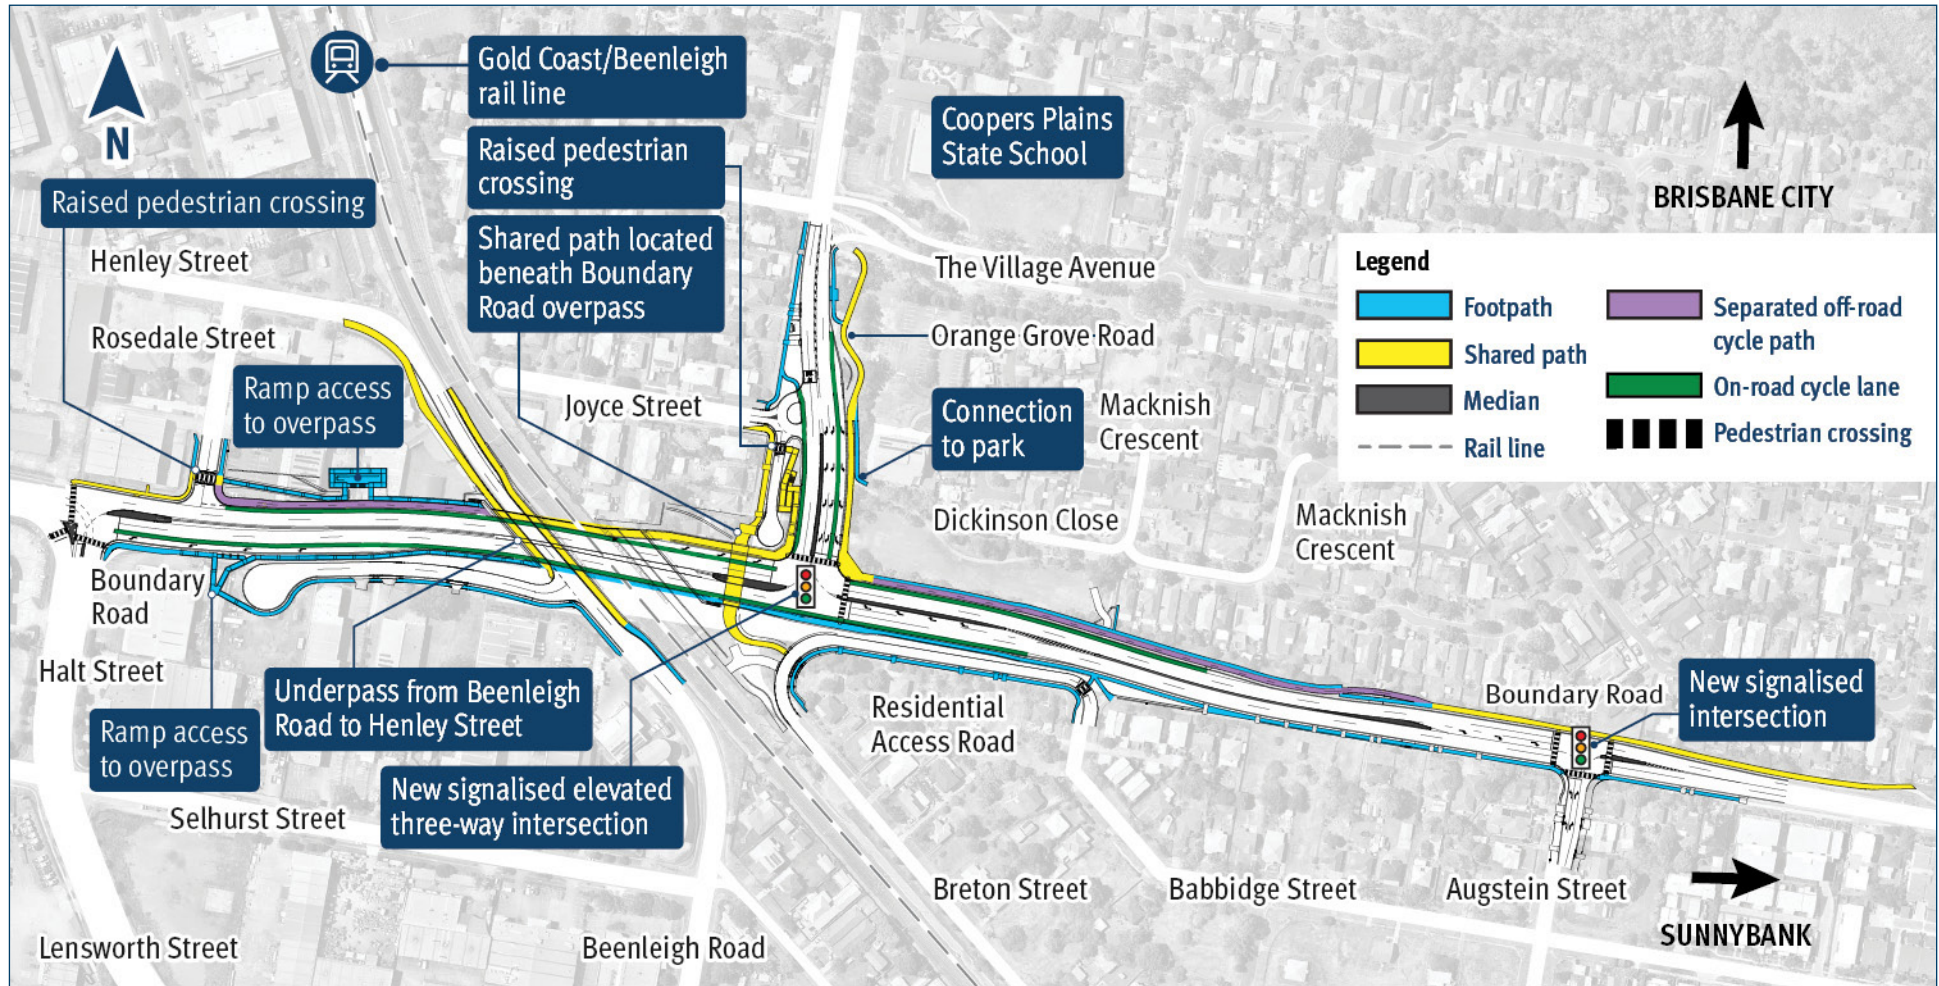 Gold Coast/Beenleigh
rail line
N
Raised pedestrian
crossing
Coopers Plains
State School
BRISBANE CITY
Raised pedestrian crossing
Shared path located
beneath Boundary
Road overpass
Henley Street
The Village Avenue
Rosedale Street
Orange Grove Road
Ramp access
to overpass
Joyce Street
Connection
to park
Macknish
Crescent
Dickinson Close
Macknish
Crescent
Legend
Footpath
Shared path
Median
Rail line
Separated off-road
cycle path
On-road cycle lane
Pedestrian crossing
Boundary
Road
Halt Street
Underpass from Beenleigh
Road to Henley Street
Ramp access
to overpass
New signalised elevated
three-way intersection
Residential
Access Road
Boundary Road
New signalised
intersection
Selhurst Street
Breton Street
Babbidge Street
Augstein Street
Lensworth Street
Beenleigh Road
SUNNYBANK